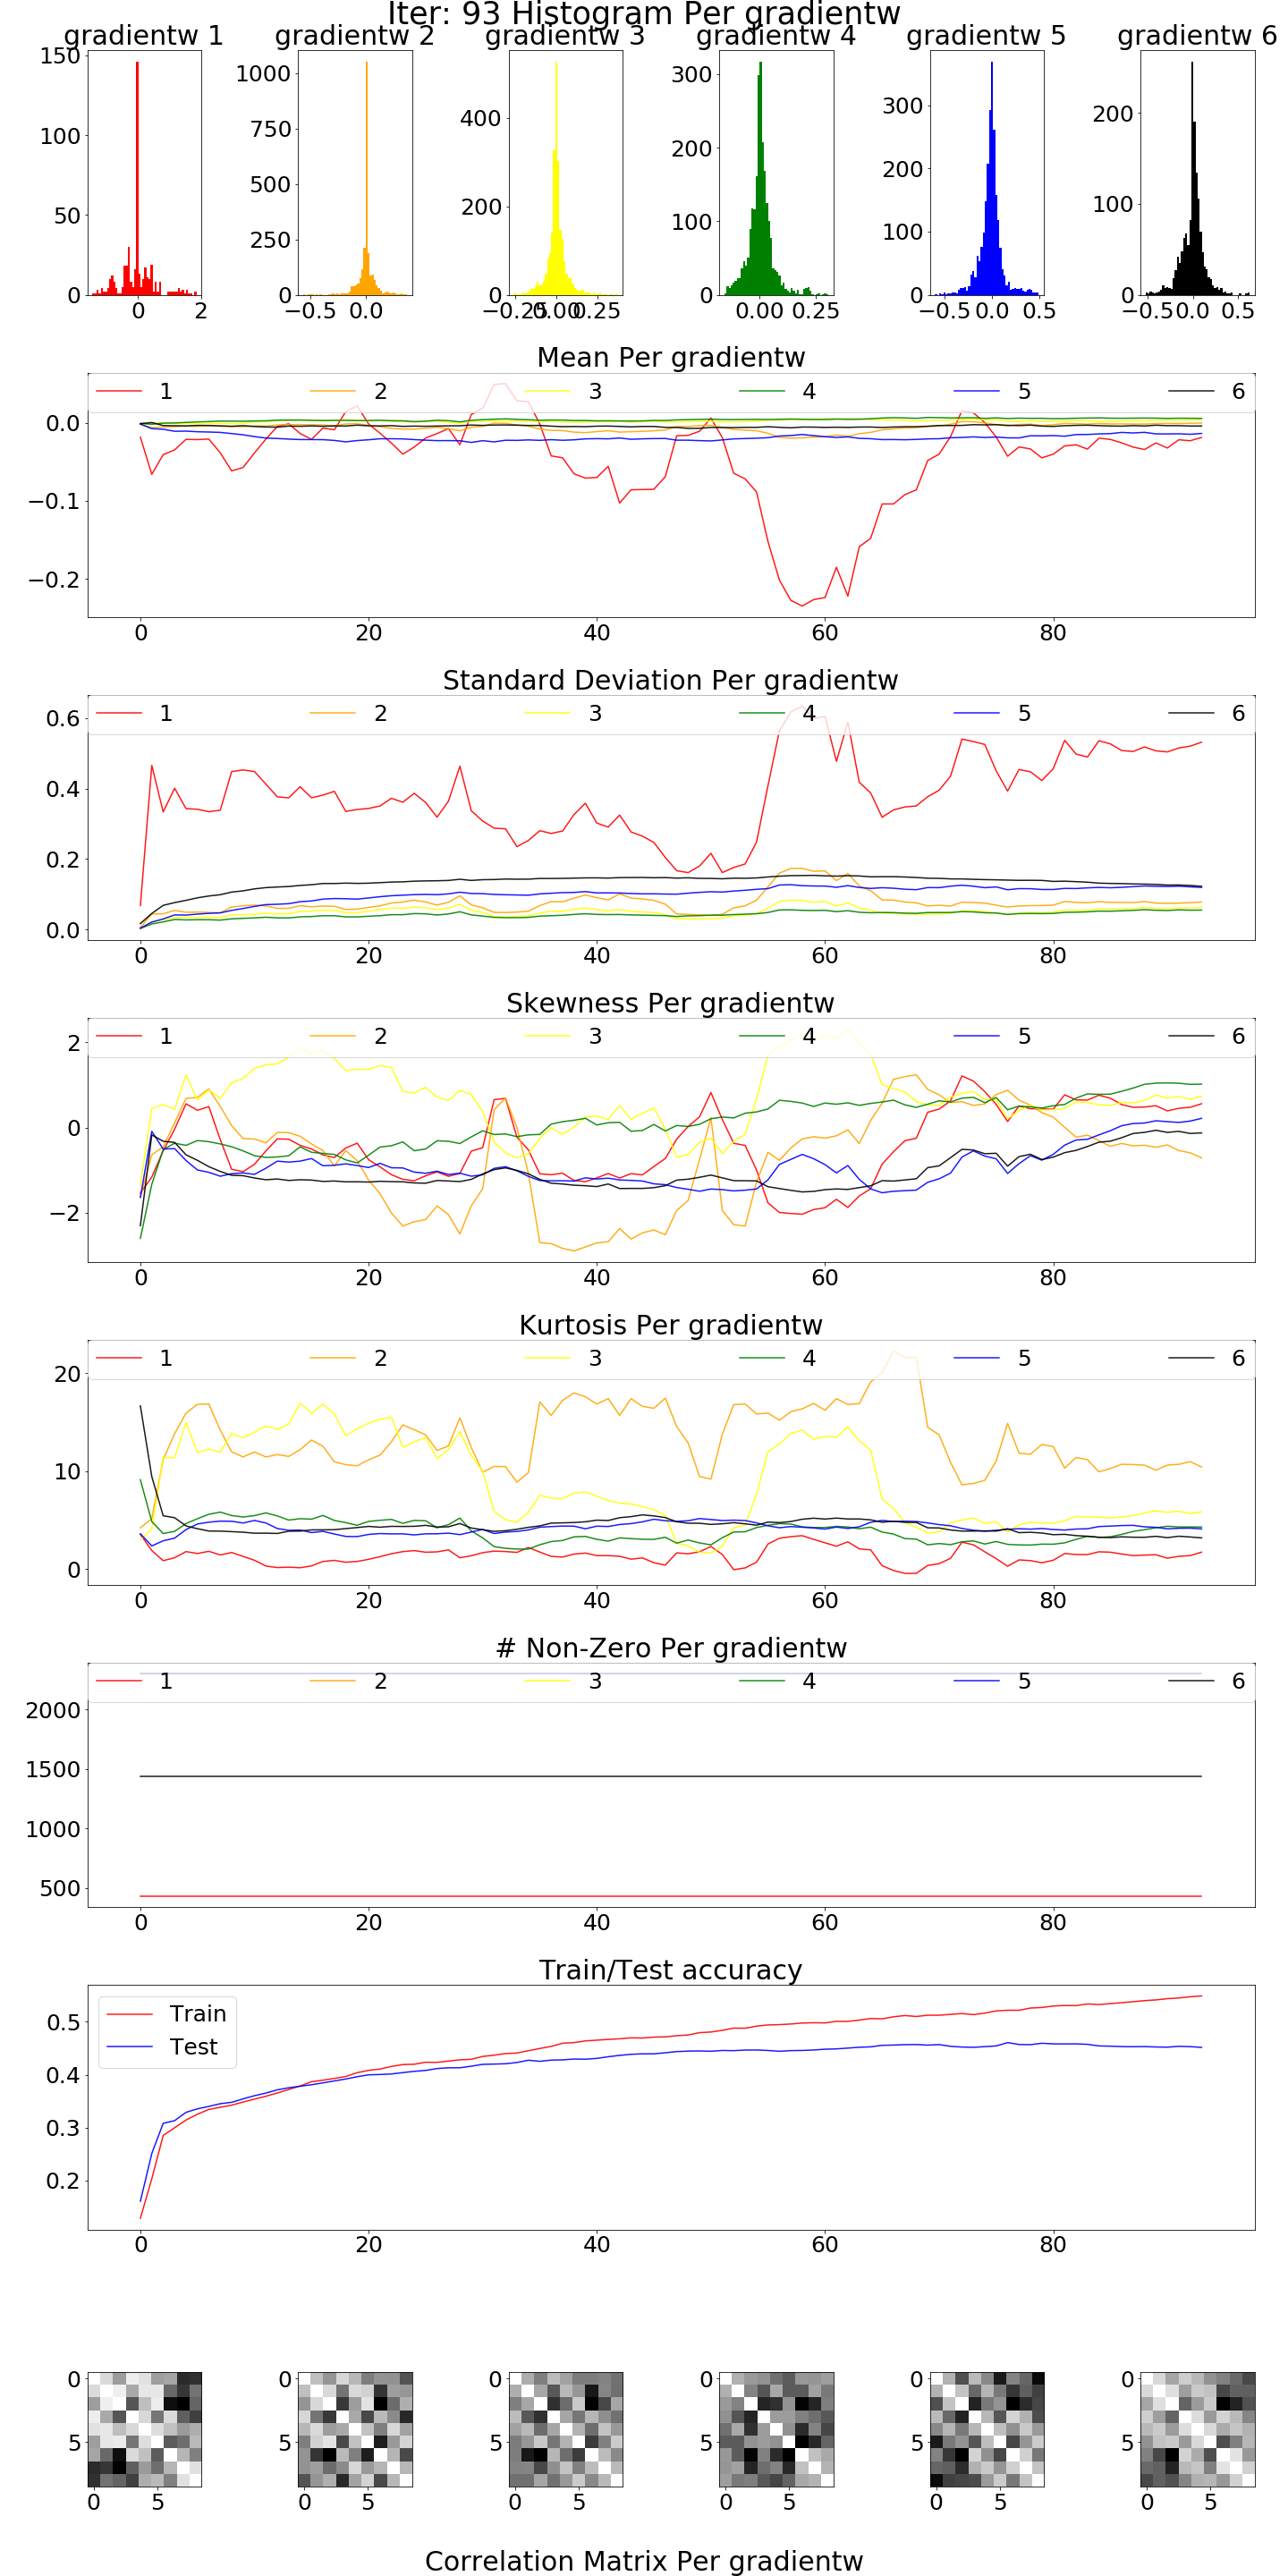 Iter: 93 Histogram Per gradientw
gradientw 1 gradientw 2 gradientw 3 gradientw 4 gradientw 5 gradientw 6
150 100 50 0
0 2
1000 750 500 250 0
−0.5 0.0
400 200 0
−0.25 0.00 0.25
300 200 100 0
0.00 0.25
300 200 100 0
−0.5 0.0 0.5
200 100 0
−0.5 0.0 0.5
Mean Per gradientw
1 2 3 4 5 6
0.0
−0.1
−0.2
0 20 40 60 80
Standard Deviation Per gradientw
1 2 3 4 5 6
0.6
0.4
0.2
0.0
0 20 40 60 80
Skewness Per gradientw
1 2 3 4 5 6
2
0
−2
0 20 40 60 80
Kurtosis Per gradientw
1 2 3 4 5 6
20
10
0
0 20 40 60 80
# Non-Zero Per gradientw
1 2 3 4 5 6
2000
1500
1000
500
0 20 40 60 80
Train/Test accuracy
Train
Test
0.5
0.4
0.3
0.2
0 20 40 60 80
0 0 0 0 0 0
5 5 5 5 5 5
0 5 0 5 0 5 0 5 0 5 0 5
Correlation Matrix Per gradientw